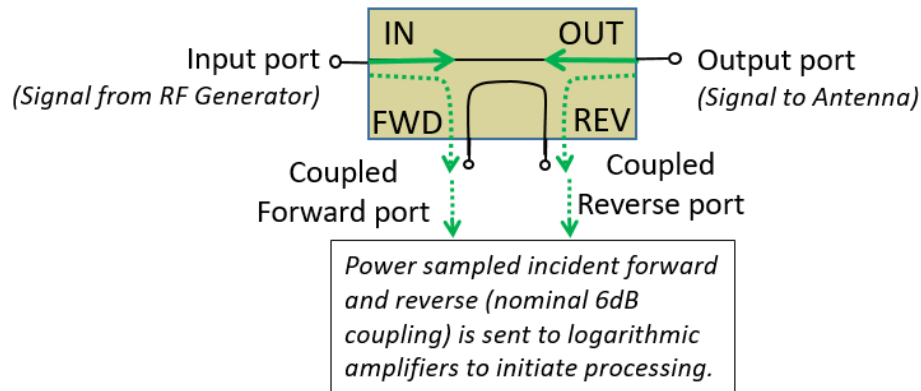 IN
OUT
Input port
Output port
(Signal from RF Generator)
(Signal to Antenna)
FWD
REV
Coupled
Forward port
Coupled
Reverse port
Power sampled incident forward
and reverse (nominal 6dB
coupling) is sent to logarithmic
amplifiers to initiate processing.